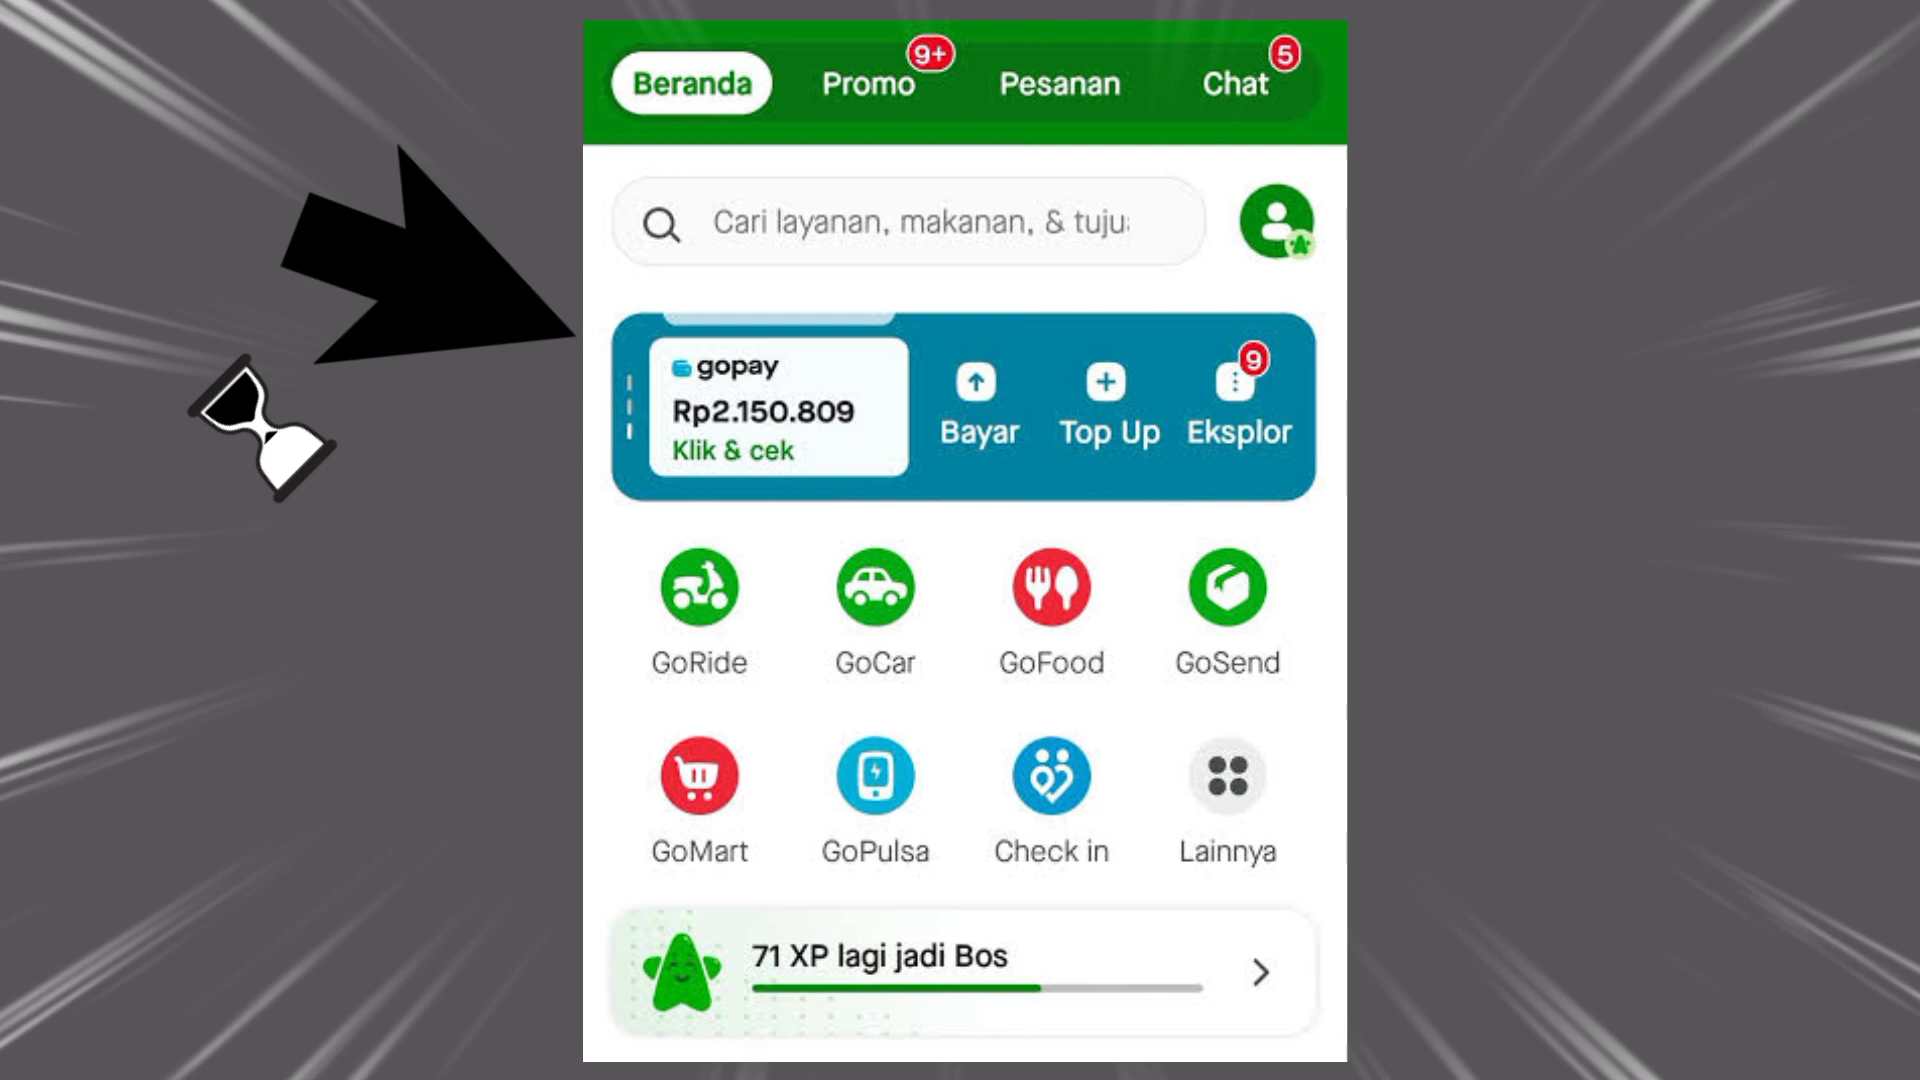 Beranda
Promo
9+
Pesanan
Chat
5
Cari layanan, makanan, & tuju
gopay
Rp2.150.809
Klik & cek
Bayar
Top Up
Eksplor
9
GoRide
GoCar
GoFood
GoSend
GoMart
GoPulsa
Check in
Lainnya
71 XP lagi jadi Bos